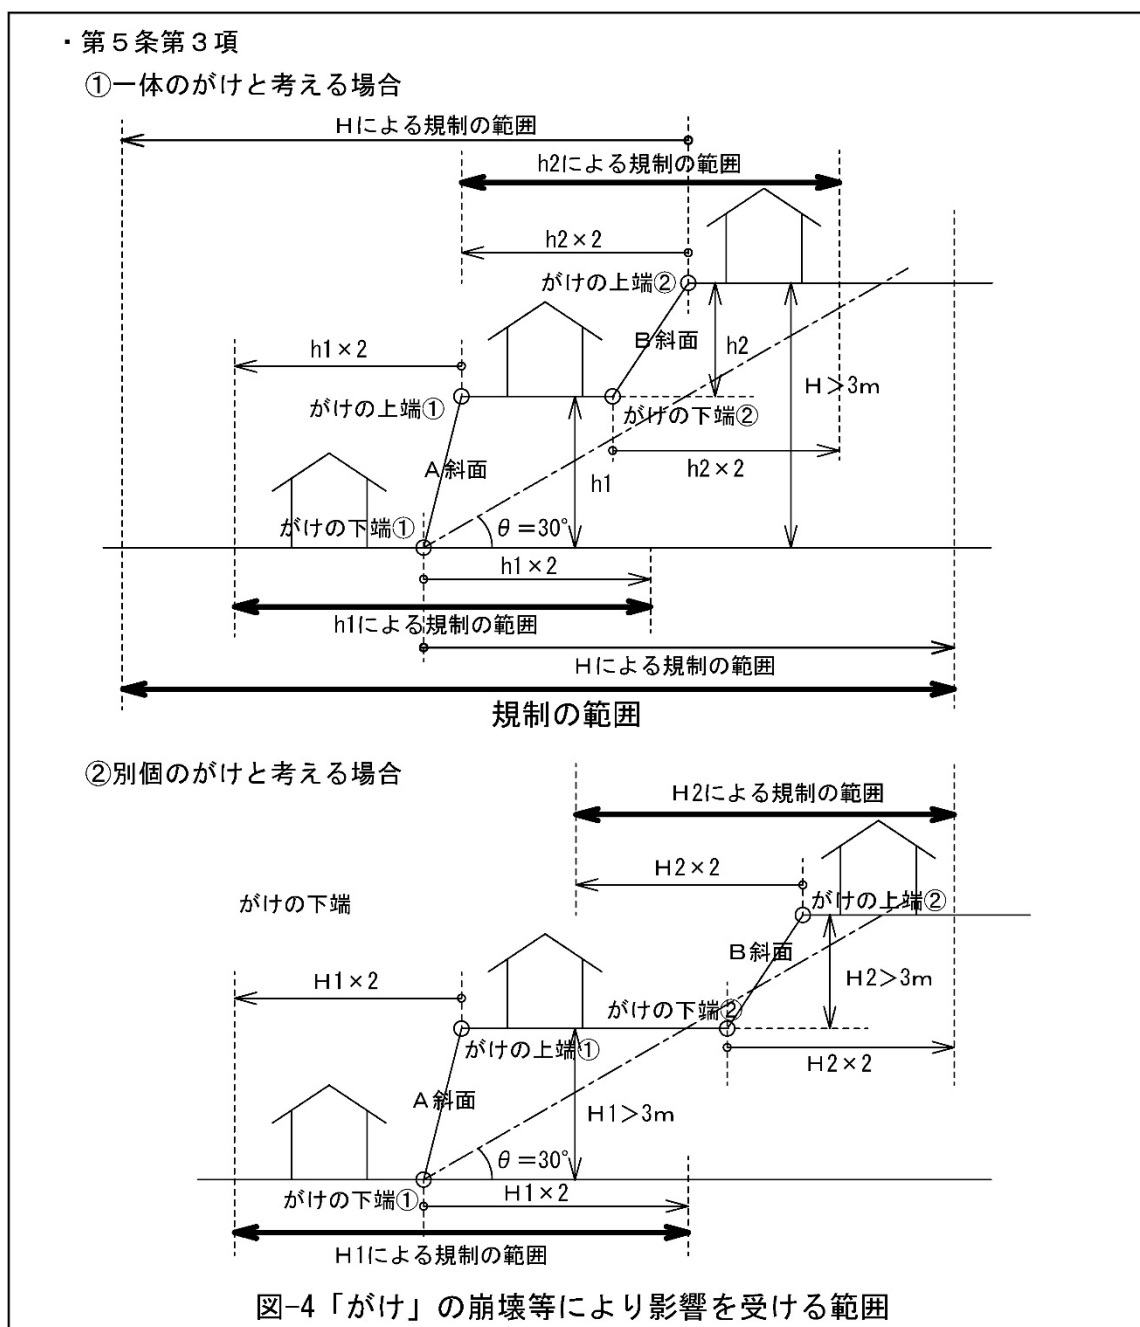 ・第５条第３項
①一体のがけと考える場合
Hによる規制の範囲
h2による規制の範囲
h2×2
がけの上端②
B斜面
h2
h1×2
H＞3m
がけの上端①
がけの下端②
A斜面
h1
h2×2
がけの下端①
θ＝30°
h1×2
h1による規制の範囲
Hによる規制の範囲
規制の範囲
②別個のがけと考える場合
H2による規制の範囲
H2×2
がけの下端
がけの上端②
B斜面
H2＞3m
H1×2
がけの下端②
がけの上端①
H2×2
A斜面
H1＞3m
θ＝30°
がけの下端①
H1×2
H1による規制の範囲
図-4「がけ」の崩壊等により影響を受ける範囲